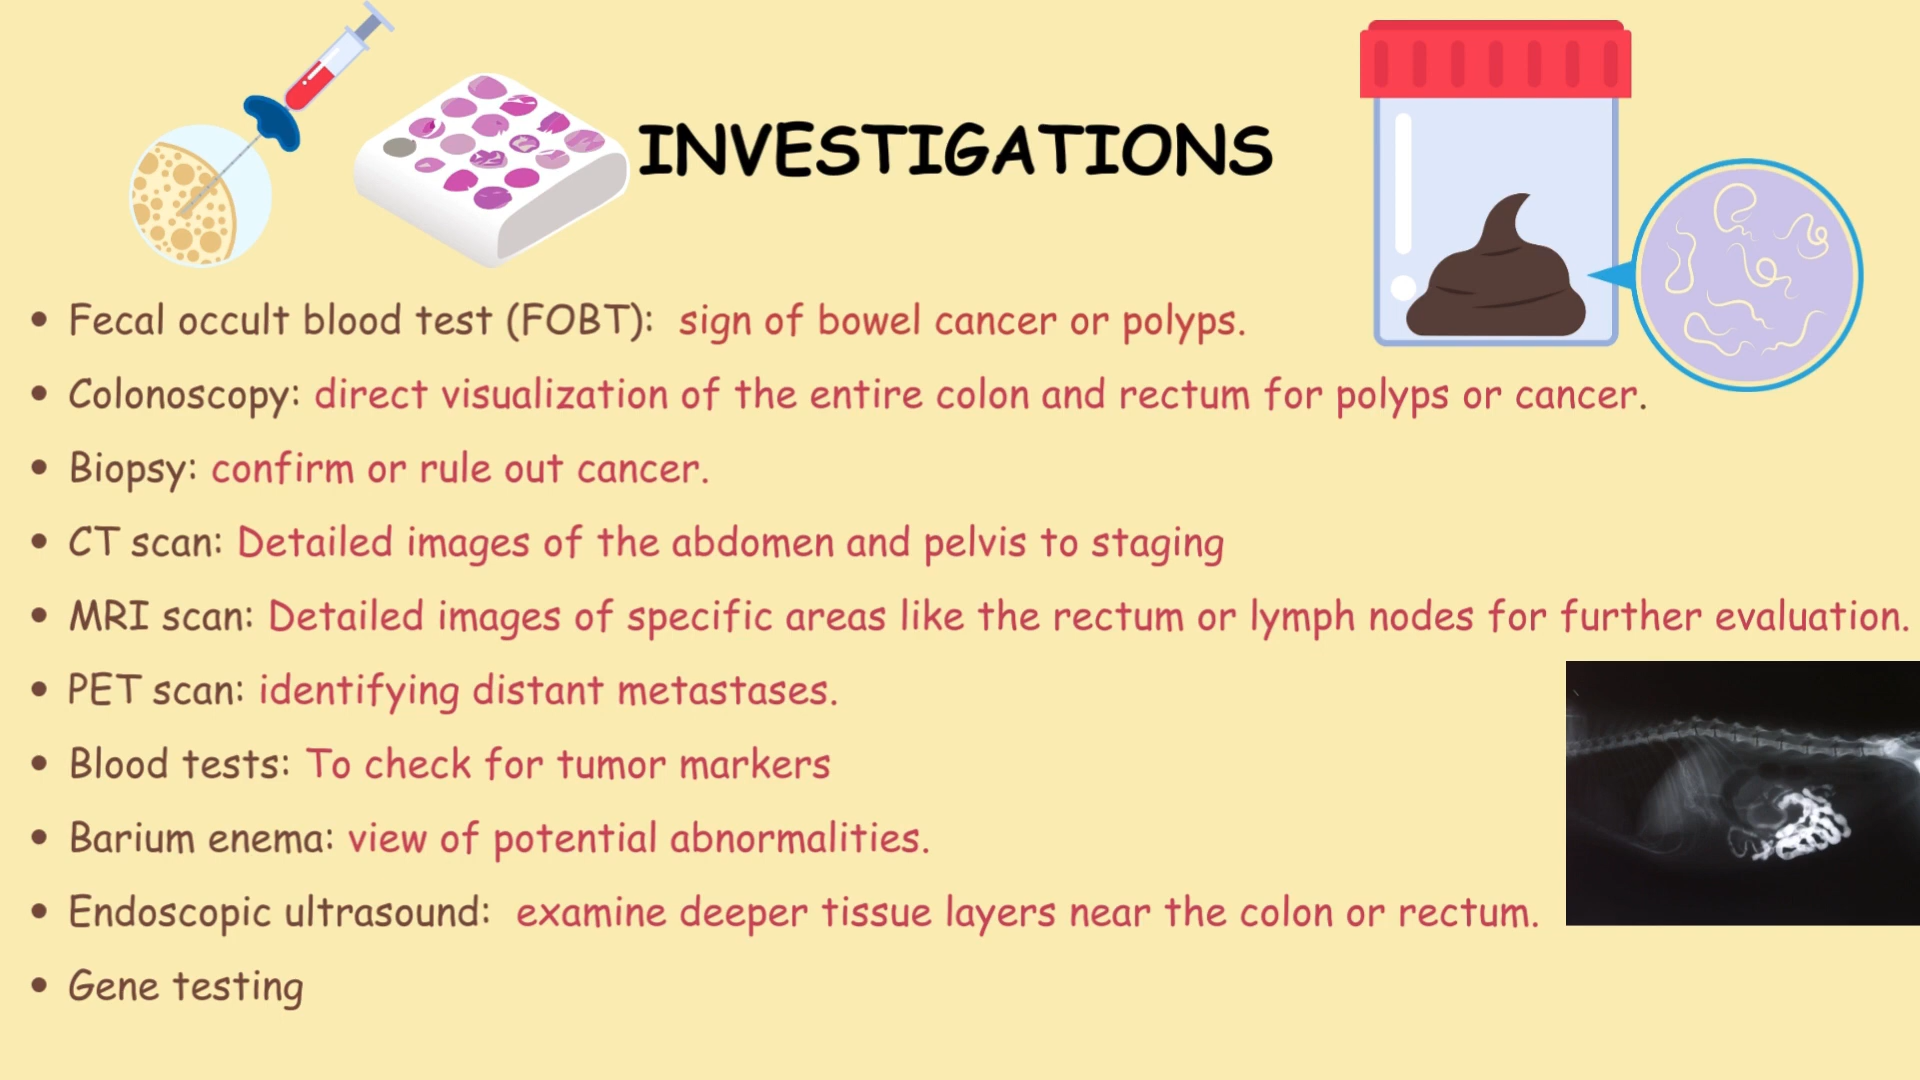 INVESTIGATIONS
• Fecal occult blood test (FOBT): sign of bowel cancer or polyps.
• Colonoscopy: direct visualization of the entire colon and rectum for polyps or cancer.
• Biopsy: confirm or rule out cancer.
• CT scan: Detailed images of the abdomen and pelvis to staging
• MRI scan: Detailed images of specific areas like the rectum or lymph nodes for further evaluation.
• PET scan: identifying distant metastases.
• Blood tests: To check for tumor markers
• Barium enema: view of potential abnormalities.
• Endoscopic ultrasound: examine deeper tissue layers near the colon or rectum.
• Gene testing